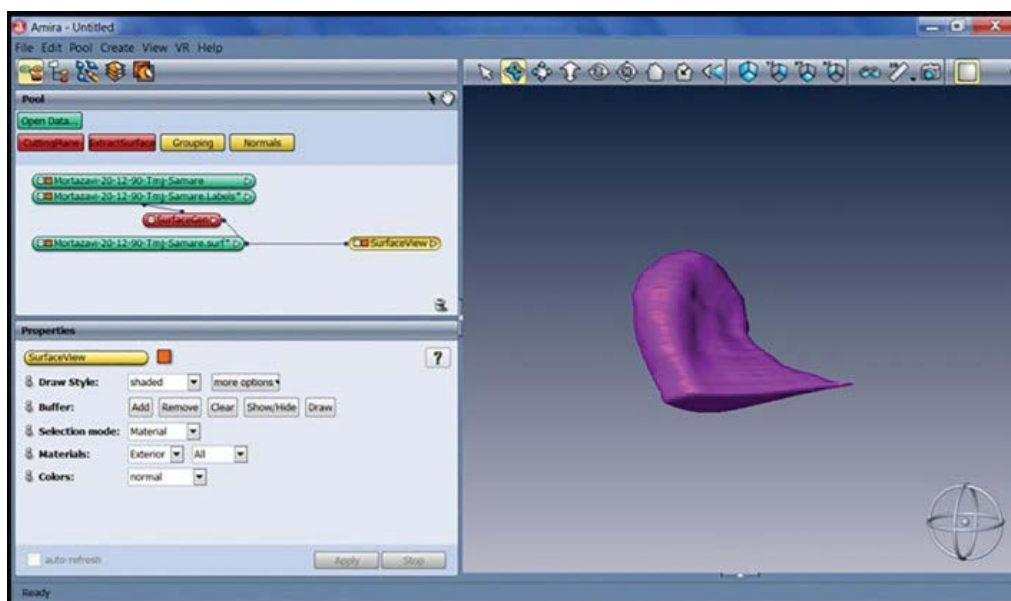 Amira - Untitled
File Edit Pool Create View VR Help
Pool
Open Data...
CuttingPlane ExtractSurface Grouping Normals
Mortazavi-20-12-90-Tmj-Samare
Mortazavi-20-12-90-Tmj-Samare.Labels*
SurfaceGen
Mortazavi-20-12-90-Tmj-Samare.surf* SurfaceView
Properties
SurfaceView ?
Draw Style: shaded more options
Buffer: Add Remove Clear Show/Hide Draw
Selection mode: Material
Materials: Exterior All
Colors: normal
auto-refresh Apply Stop
Ready